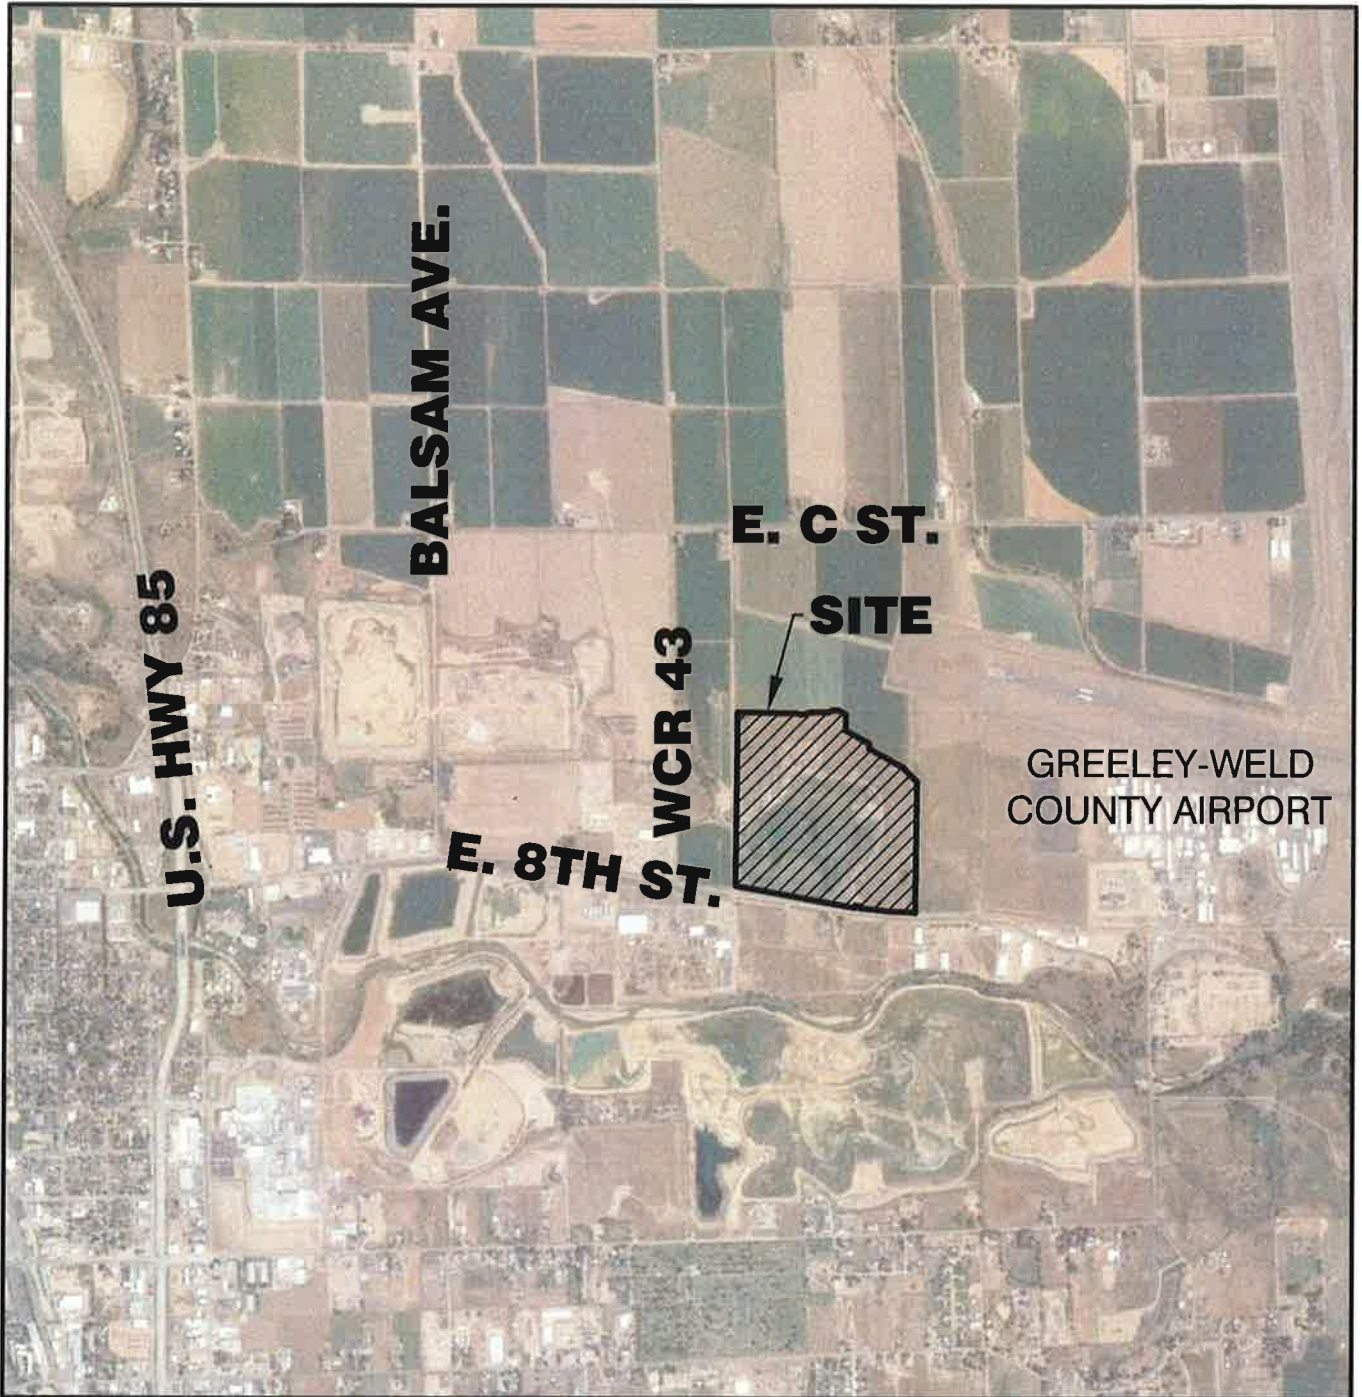 BALSAM AVE.
E. C ST.
SITE
U.S. HWY 85
WCR 43
GREELEY-WELD
COUNTY AIRPORT
E. 8TH ST.